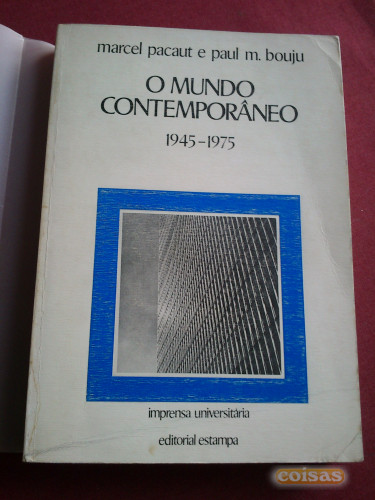 marcel pacaut e paul m. bouju
O MUNDO
CONTEMPORÂNEO
1945-1975
imprensa universitária
editorial estampa
coisas